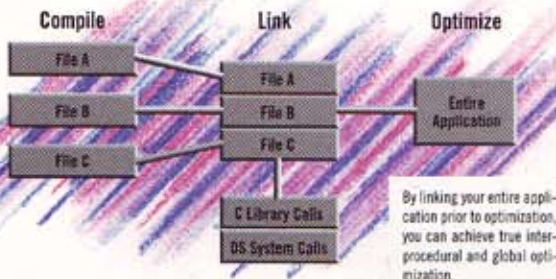 Compile Link Optimize
File A
File A
File B
File B
File C
File C
Entire
Application
C Library Calls
OS System Calls
By linking your entire appli-
cation prior to optimization,
you can achieve true inter-
procedural and global opti-
mization.